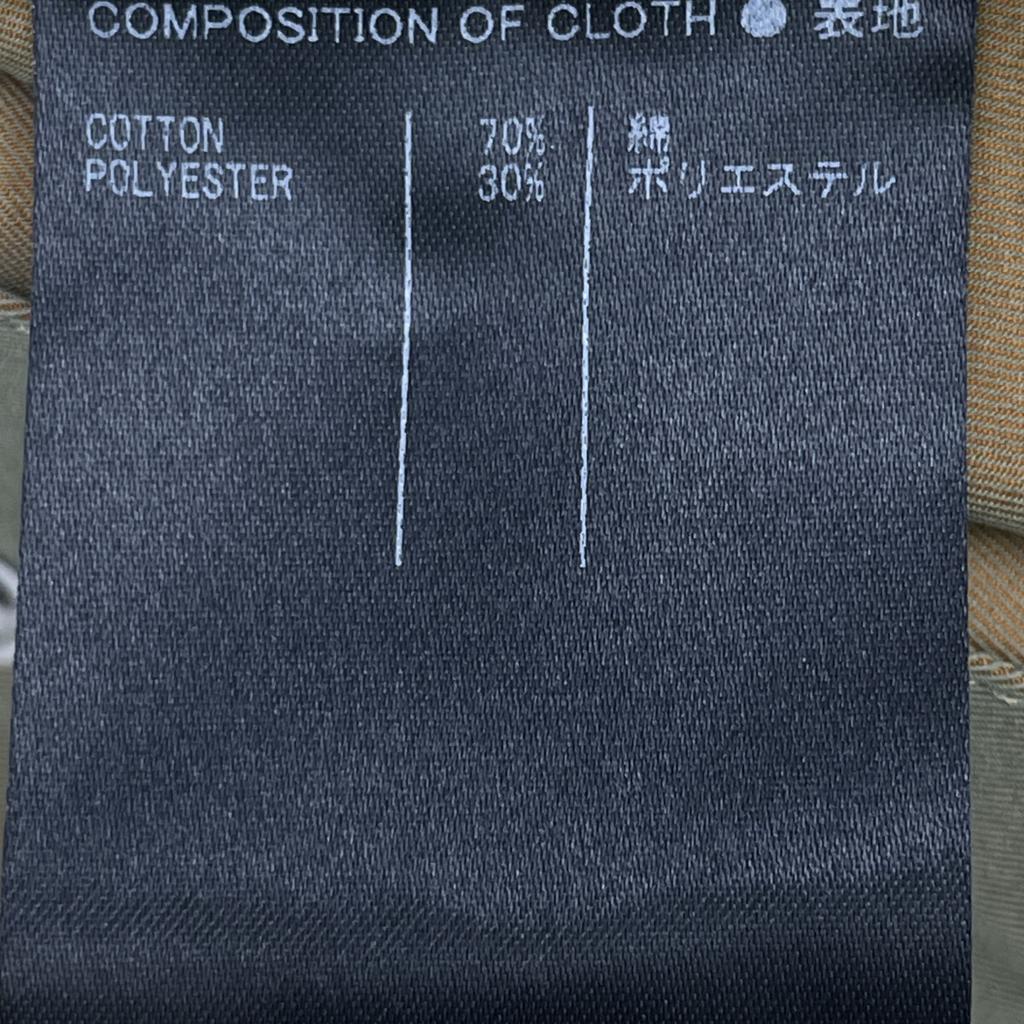 COMPOSITION OF CLOTH ● 表地
COTTON 70% 綿
POLYESTER 30% ポリエステル